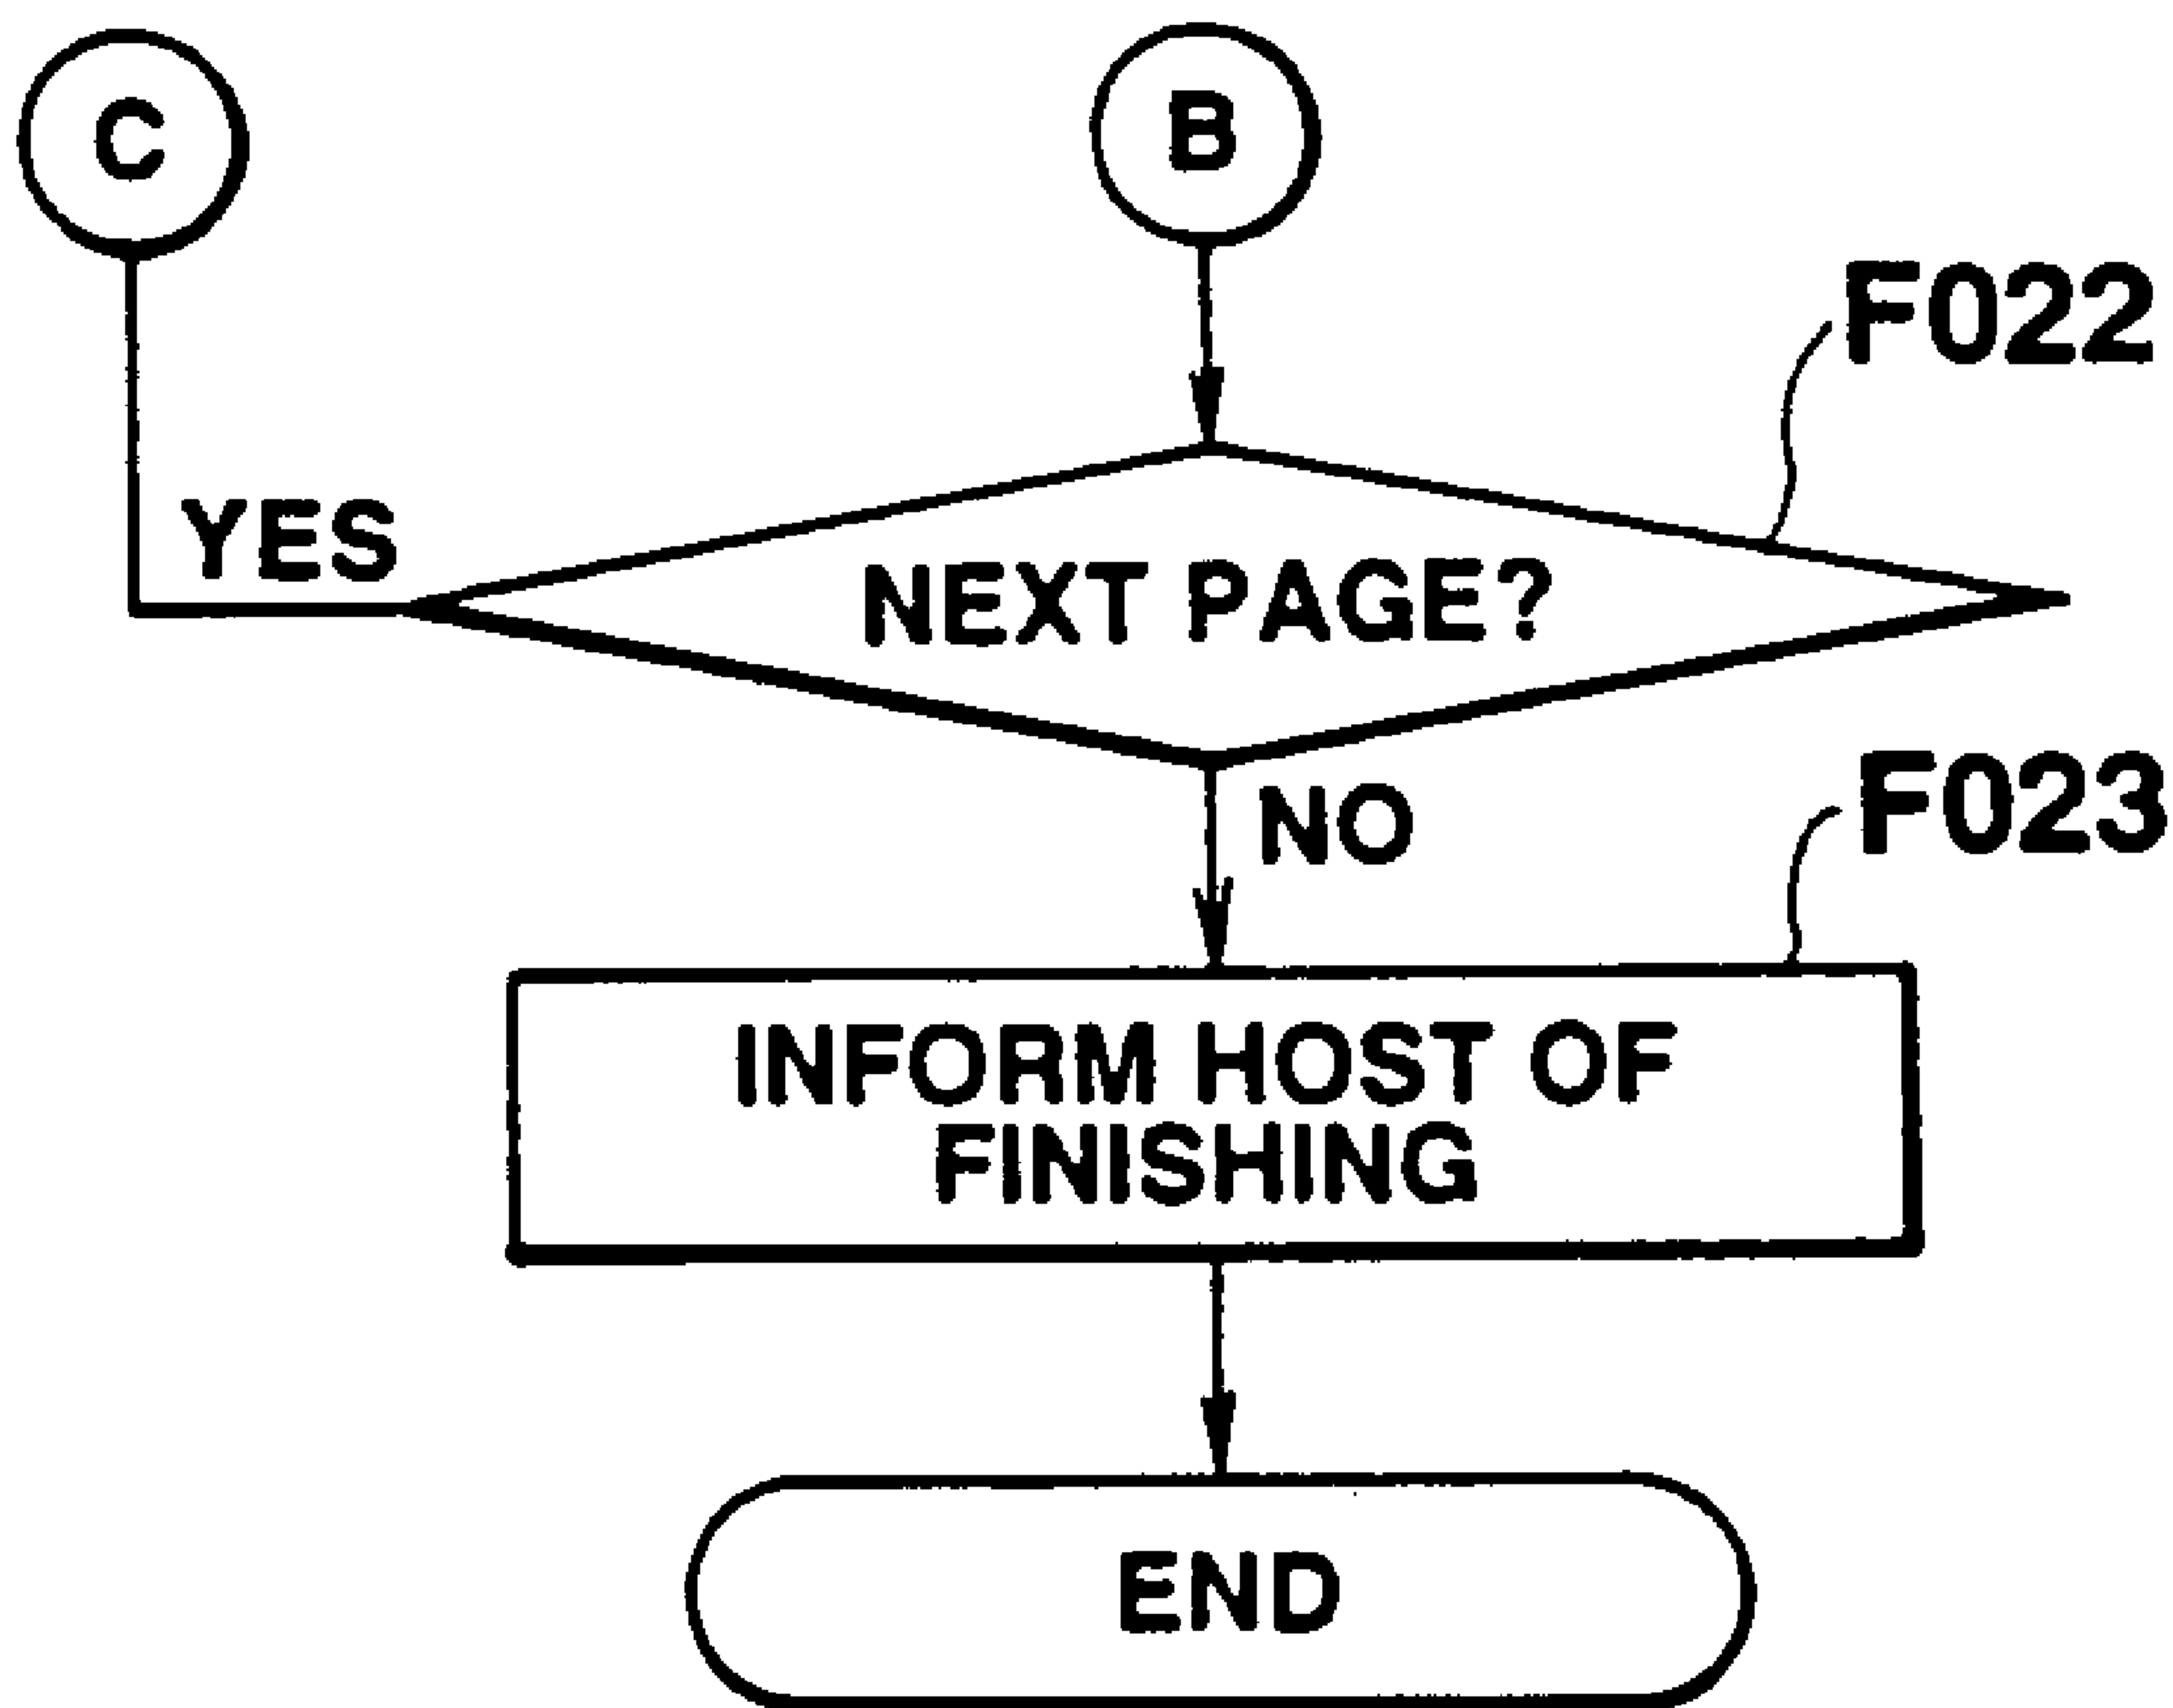 C
B
F022
YES
NEXT PAGE?
NO
F023
INFORM HOST OF
FINISHING
END